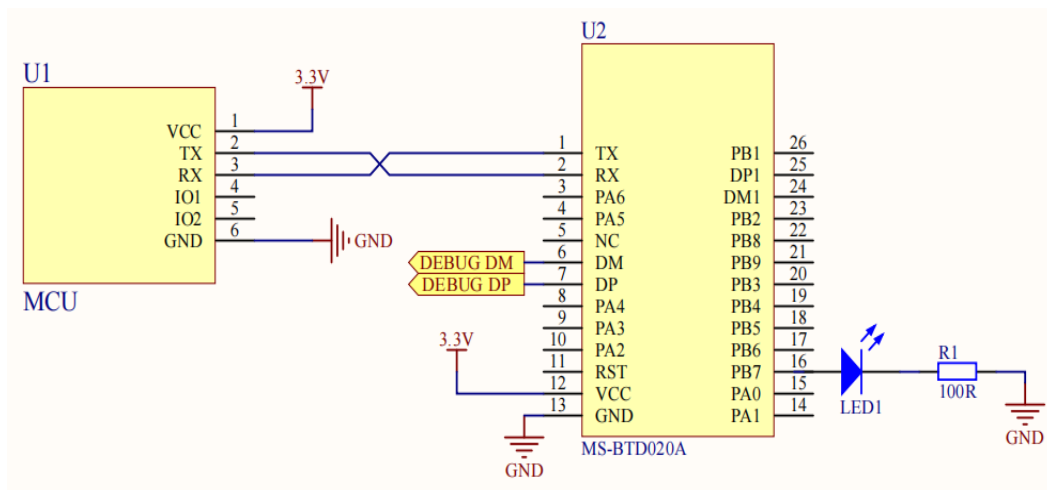 U1
3.3V
VCC 1
TX 2
RX 3
IO1 4
IO2 5
GND 6
GND
MCU
U2
1 TX PB1 26
2 RX DP1 25
3 PA6 DM1 24
4 PA5 PB2 23
5 NC PB8 22
DEBUG DM 6 DM PB9 21
DEBUG DP 7 DP PB3 20
8 PA4 PB4 19
9 PA3 PB5 18
10 PA2 PB6 17
11 RST PB7 16
12 VCC PA0 15
13 GND PA1 14
3.3V
GND
MS-BTD020A
LED1
R1
100R
GND